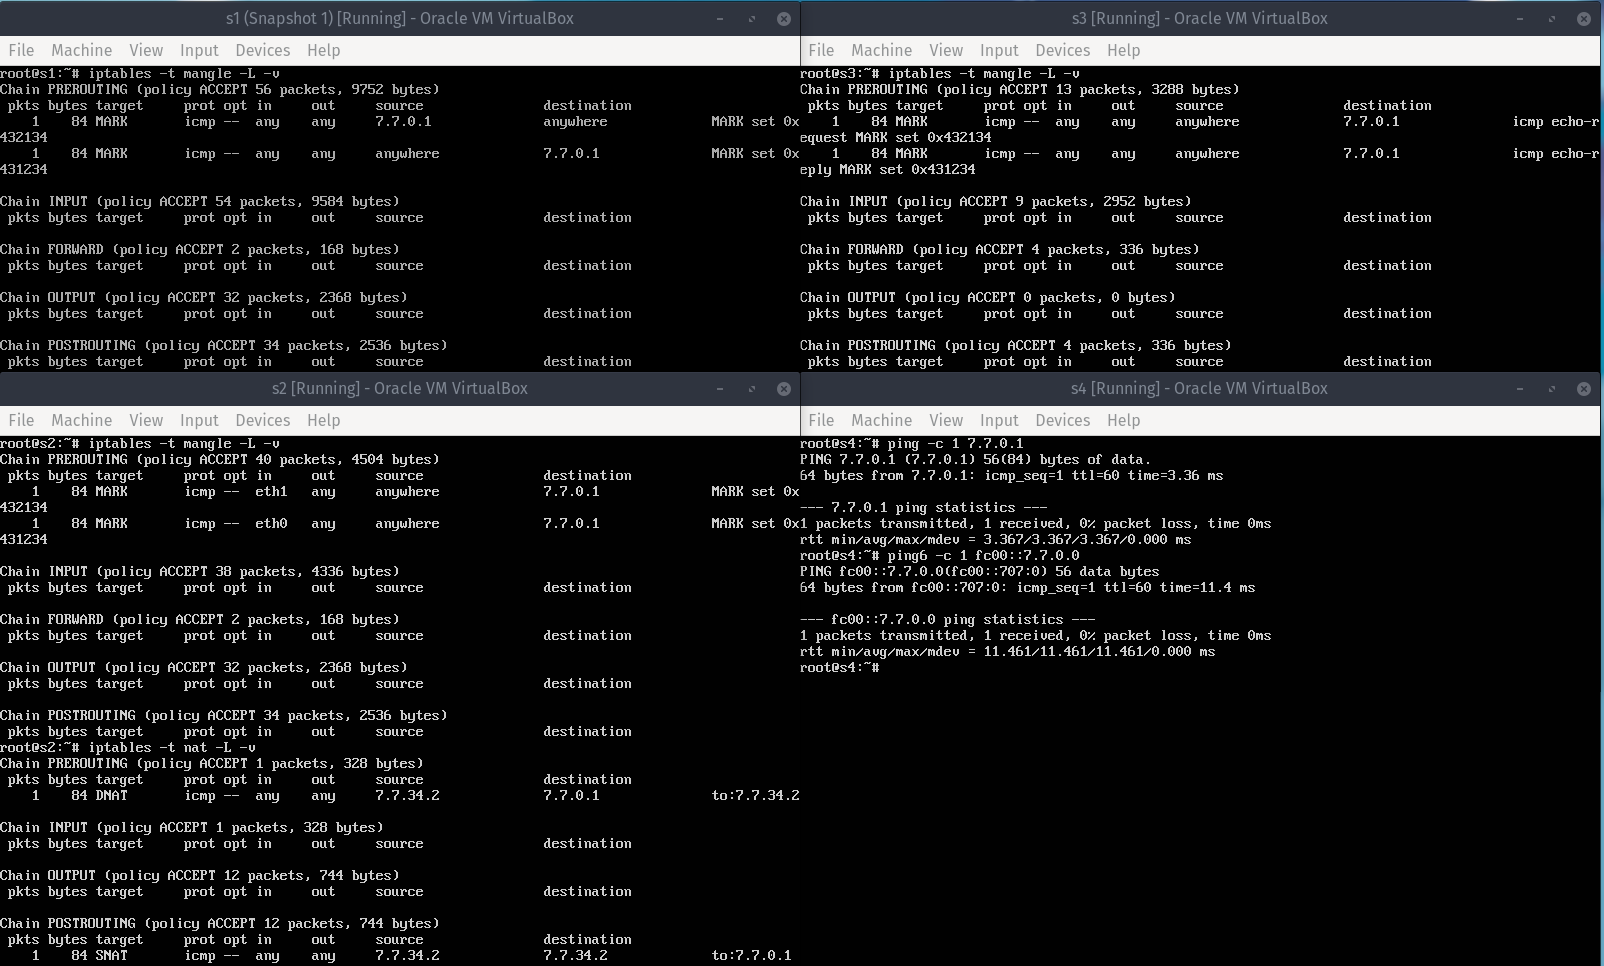 s1 (Snapshot 1) [Running] - Oracle VM VirtualBox
File Machine View Input Devices Help
root@s1:~# iptables -t mangle -L -v
Chain PREROUTING (policy ACCEPT 56 packets, 9752 bytes)
pkts bytes target prot opt in out source destination
1 84 MARK icmp -- any any 7.7.0.1 anywhere MARK set 0x
432134
1 84 MARK icmp -- any any anywhere 7.7.0.1 MARK set 0x
431234
Chain INPUT (policy ACCEPT 54 packets, 9584 bytes)
pkts bytes target prot opt in out source destination
Chain FORWARD (policy ACCEPT 2 packets, 168 bytes)
pkts bytes target prot opt in out source destination
Chain OUTPUT (policy ACCEPT 32 packets, 2368 bytes)
pkts bytes target prot opt in out source destination
Chain POSTROUTING (policy ACCEPT 34 packets, 2536 bytes)
pkts bytes target prot opt in out source destination
s3 [Running] - Oracle VM VirtualBox
File Machine View Input Devices Help
root@s3:~# iptables -t mangle -L -v
Chain PREROUTING (policy ACCEPT 13 packets, 3288 bytes)
pkts bytes target prot opt in out source destination
1 84 MARK icmp -- any any anywhere 7.7.0.1 icmp echo-r
equest MARK set 0x432134
1 84 MARK icmp -- any any anywhere 7.7.0.1 icmp echo-r
eply MARK set 0x431234
Chain INPUT (policy ACCEPT 9 packets, 2952 bytes)
pkts bytes target prot opt in out source destination
Chain FORWARD (policy ACCEPT 4 packets, 336 bytes)
pkts bytes target prot opt in out source destination
Chain OUTPUT (policy ACCEPT 0 packets, 0 bytes)
pkts bytes target prot opt in out source destination
Chain POSTROUTING (policy ACCEPT 4 packets, 336 bytes)
pkts bytes target prot opt in out source destination
s2 [Running] - Oracle VM VirtualBox
File Machine View Input Devices Help
root@s2:~# iptables -t mangle -L -v
Chain PREROUTING (policy ACCEPT 40 packets, 4504 bytes)
pkts bytes target prot opt in out source destination
1 84 MARK icmp -- eth1 any anywhere 7.7.0.1 MARK set 0x
432134
1 84 MARK icmp -- eth0 any anywhere 7.7.0.1 MARK set 0x
431234
Chain INPUT (policy ACCEPT 38 packets, 4336 bytes)
pkts bytes target prot opt in out source destination
Chain FORWARD (policy ACCEPT 2 packets, 168 bytes)
pkts bytes target prot opt in out source destination
Chain OUTPUT (policy ACCEPT 32 packets, 2368 bytes)
pkts bytes target prot opt in out source destination
Chain POSTROUTING (policy ACCEPT 34 packets, 2536 bytes)
pkts bytes target prot opt in out source destination
root@s2:~# iptables -t nat -L -v
Chain PREROUTING (policy ACCEPT 1 packets, 328 bytes)
pkts bytes target prot opt in out source destination
1 84 DNAT icmp -- any any 7.7.34.2 7.7.0.1 to:7.7.34.2
Chain INPUT (policy ACCEPT 1 packets, 328 bytes)
pkts bytes target prot opt in out source destination
Chain OUTPUT (policy ACCEPT 12 packets, 744 bytes)
pkts bytes target prot opt in out source destination
Chain POSTROUTING (policy ACCEPT 12 packets, 744 bytes)
pkts bytes target prot opt in out source destination
1 84 SNAT icmp -- any any 7.7.34.2 7.7.34.2 to:7.7.0.1
s4 [Running] - Oracle VM VirtualBox
File Machine View Input Devices Help
root@s4:~# ping -c 1 7.7.0.1
PING 7.7.0.1 (7.7.0.1) 56(84) bytes of data.
64 bytes from 7.7.0.1: icmp_seq=1 ttl=60 time=3.36 ms
--- 7.7.0.1 ping statistics ---
1 packets transmitted, 1 received, 0% packet loss, time 0ms
rtt min/avg/max/mdev = 3.367/3.367/3.367/0.000 ms
root@s4:~# ping6 -c 1 fc00::7.7.0.0
PING fc00::7.7.0.0(fc00::707:0) 56 data bytes
64 bytes from fc00::707:0: icmp_seq=1 ttl=60 time=11.4 ms
--- fc00::7.7.0.0 ping statistics ---
1 packets transmitted, 1 received, 0% packet loss, time 0ms
rtt min/avg/max/mdev = 11.461/11.461/11.461/0.000 ms
root@s4:~#